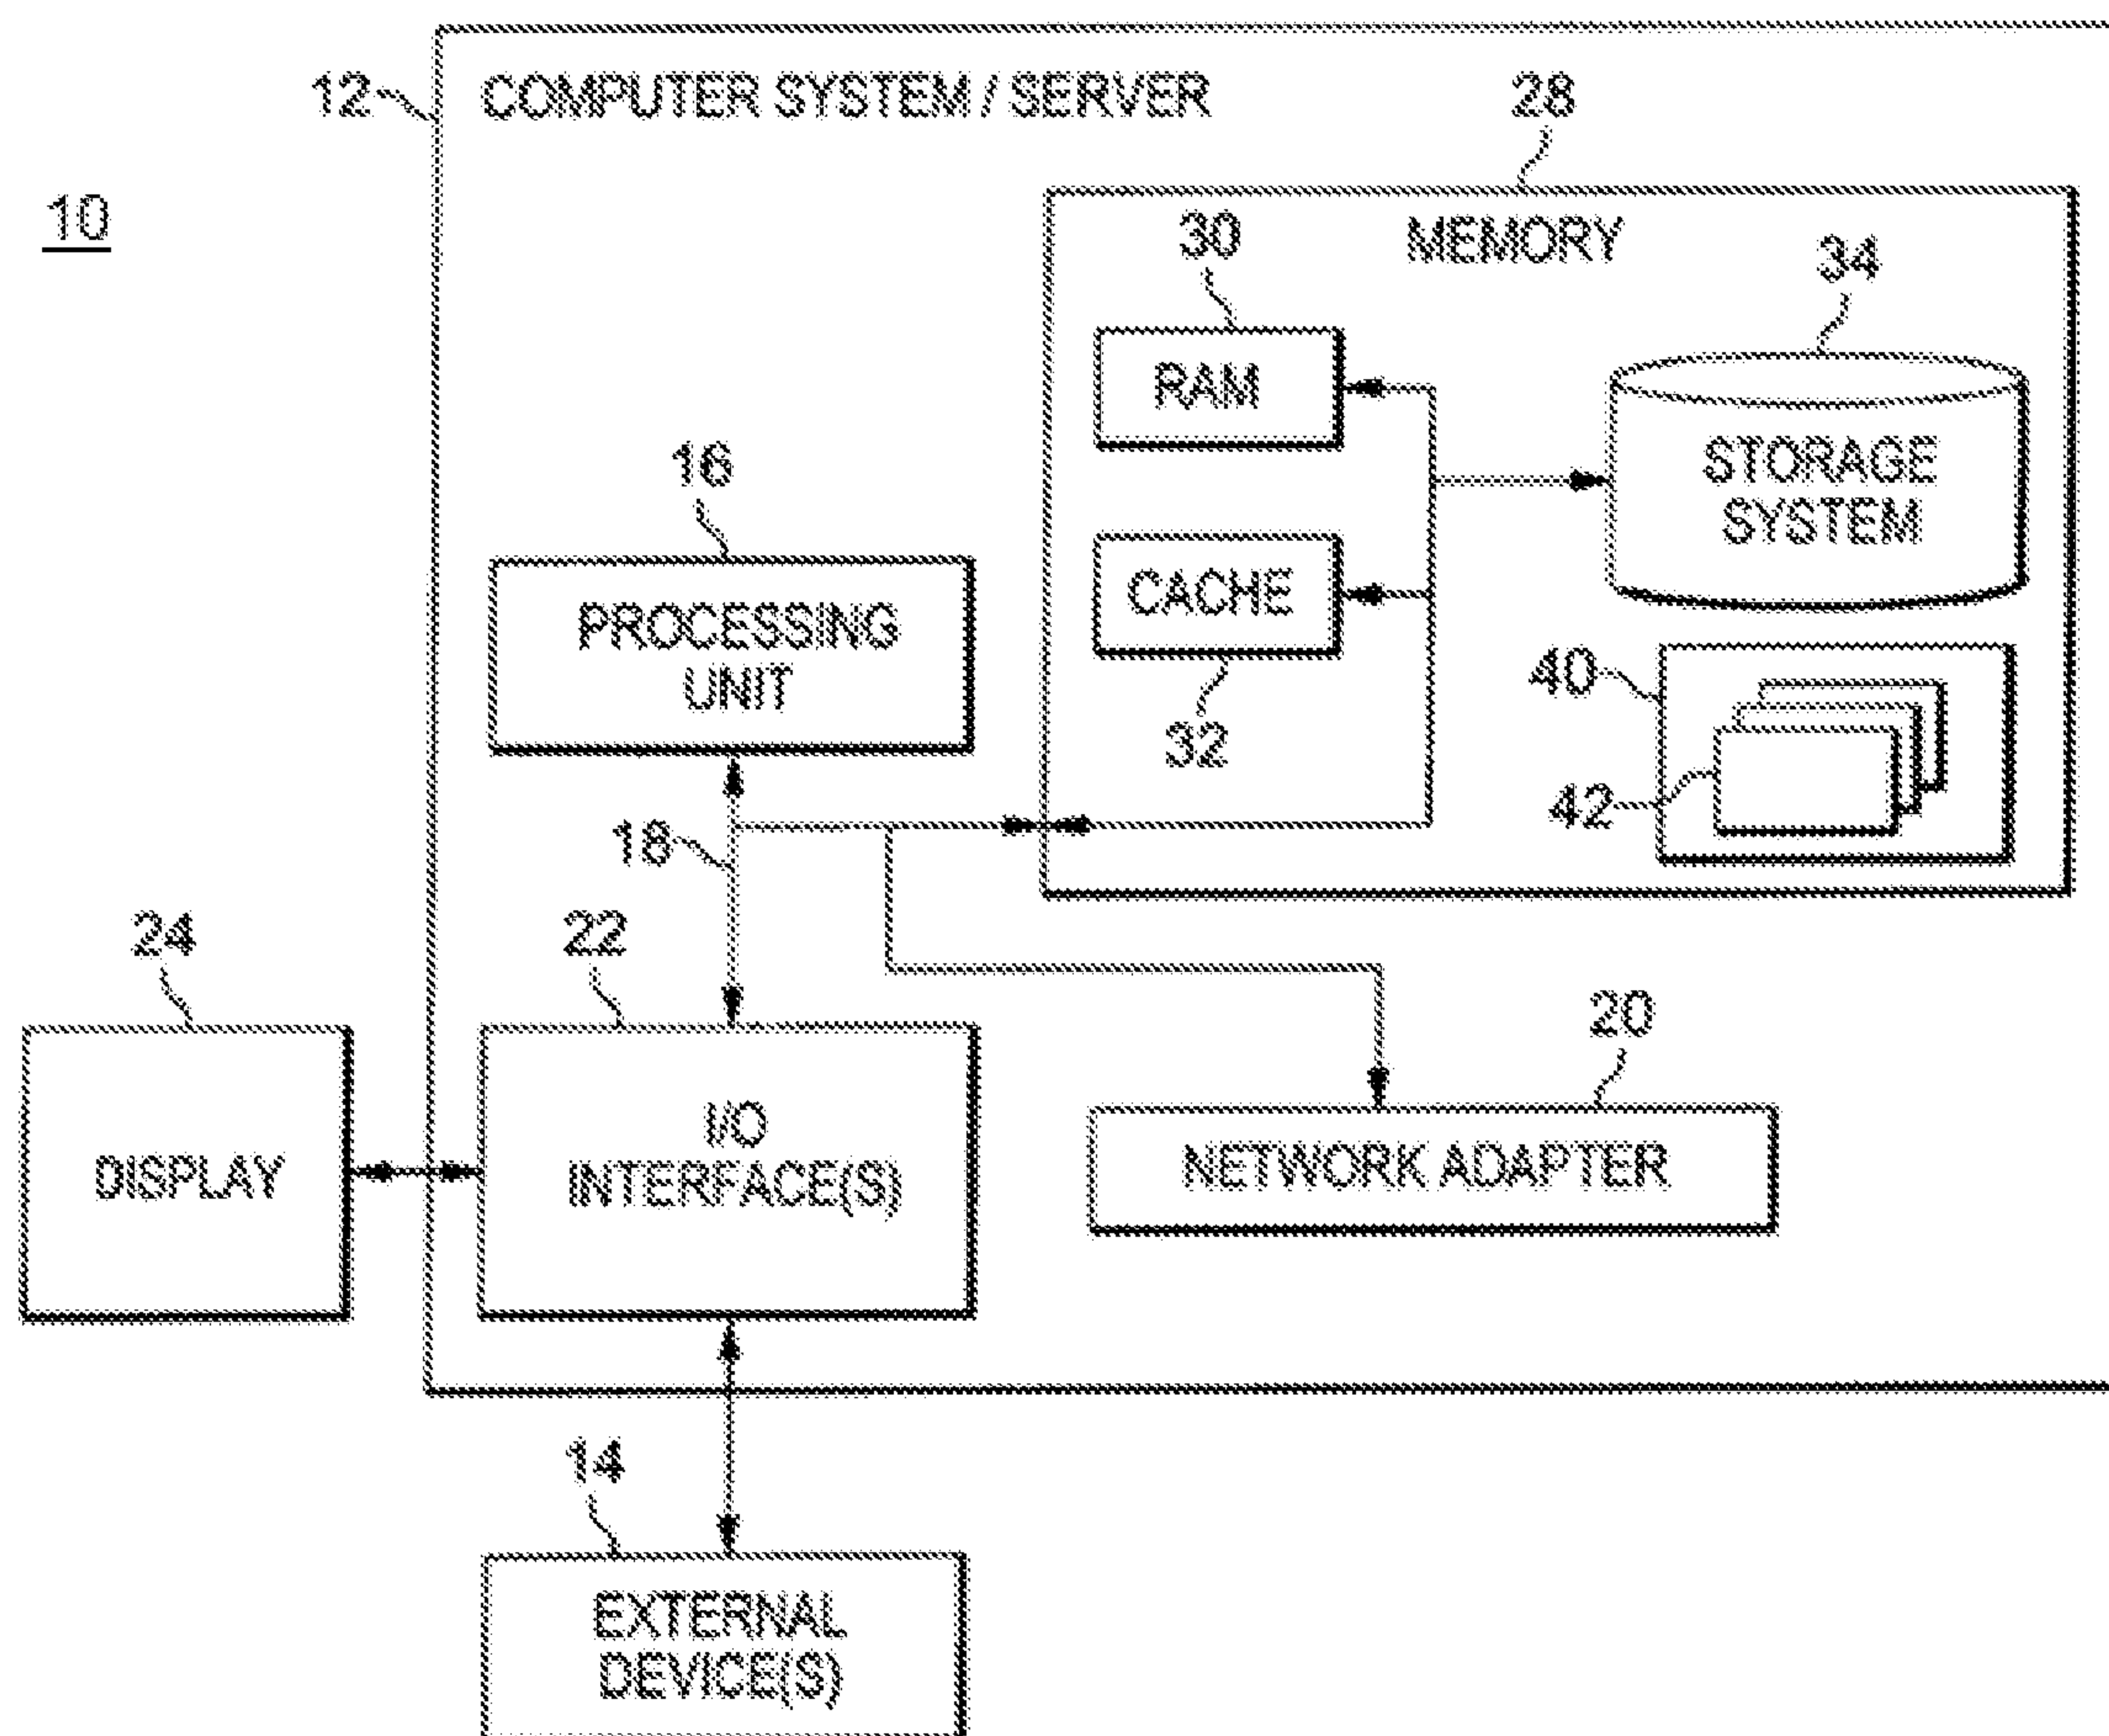 12
COMPUTER SYSTEM / SERVER
28
10
30
MEMORY
34
RAM
STORAGE
SYSTEM
16
CACHE
PROCESSING
UNIT
32
40
42
18
24
22
20
DISPLAY
I/O
INTERFACE(S)
NETWORK ADAPTER
14
EXTERNAL
DEVICE(S)